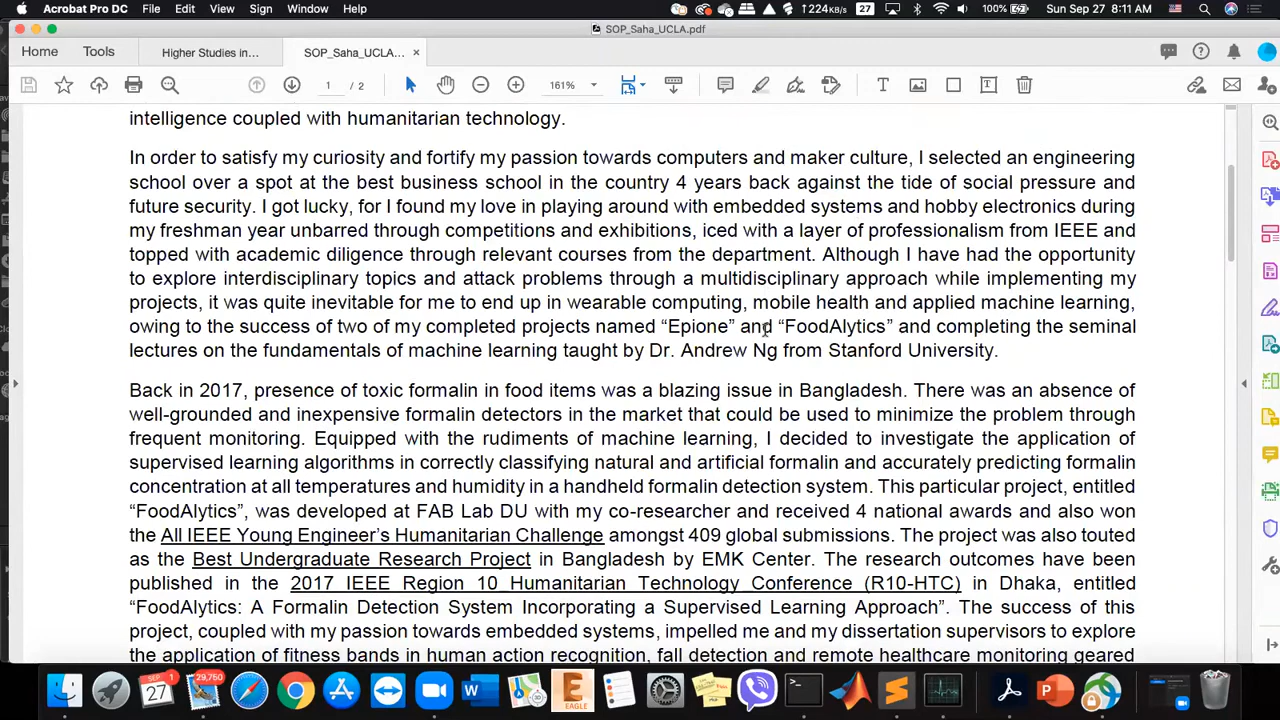 Acrobat Pro DC File Edit View Sign Window Help 1 224KB/s 27 100% Sun Sep 27 8:11 AM
SOP_Saha_UCLA.pdf
Home Tools Higher Studies in... SOP_Saha_UCLA... ×
1 / 2 161%
intelligence coupled with humanitarian technology.
In order to satisfy my curiosity and fortify my passion towards computers and maker culture, I selected an engineering
school over a spot at the best business school in the country 4 years back against the tide of social pressure and
future security. I got lucky, for I found my love in playing around with embedded systems and hobby electronics during
my freshman year unbarred through competitions and exhibitions, iced with a layer of professionalism from IEEE and
topped with academic diligence through relevant courses from the department. Although I have had the opportunity
to explore interdisciplinary topics and attack problems through a multidisciplinary approach while implementing my
projects, it was quite inevitable for me to end up in wearable computing, mobile health and applied machine learning,
owing to the success of two of my completed projects named “Epione” and “FoodAlytics” and completing the seminal
lectures on the fundamentals of machine learning taught by Dr. Andrew Ng from Stanford University.
Back in 2017, presence of toxic formalin in food items was a blazing issue in Bangladesh. There was an absence of
well-grounded and inexpensive formalin detectors in the market that could be used to minimize the problem through
frequent monitoring. Equipped with the rudiments of machine learning, I decided to investigate the application of
supervised learning algorithms in correctly classifying natural and artificial formalin and accurately predicting formalin
concentration at all temperatures and humidity in a handheld formalin detection system. This particular project, entitled
“FoodAlytics”, was developed at FAB Lab DU with my co-researcher and received 4 national awards and also won
the All IEEE Young Engineer’s Humanitarian Challenge amongst 409 global submissions. The project was also touted
as the Best Undergraduate Research Project in Bangladesh by EMK Center. The research outcomes have been
published in the 2017 IEEE Region 10 Humanitarian Technology Conference (R10-HTC) in Dhaka, entitled
“FoodAlytics: A Formalin Detection System Incorporating a Supervised Learning Approach”. The success of this
project, coupled with my passion towards embedded systems, impelled me and my dissertation supervisors to explore
the application of fitness bands in human action recognition, fall detection and remote healthcare monitoring geared
SEP 27 1 29,750 EAGLE